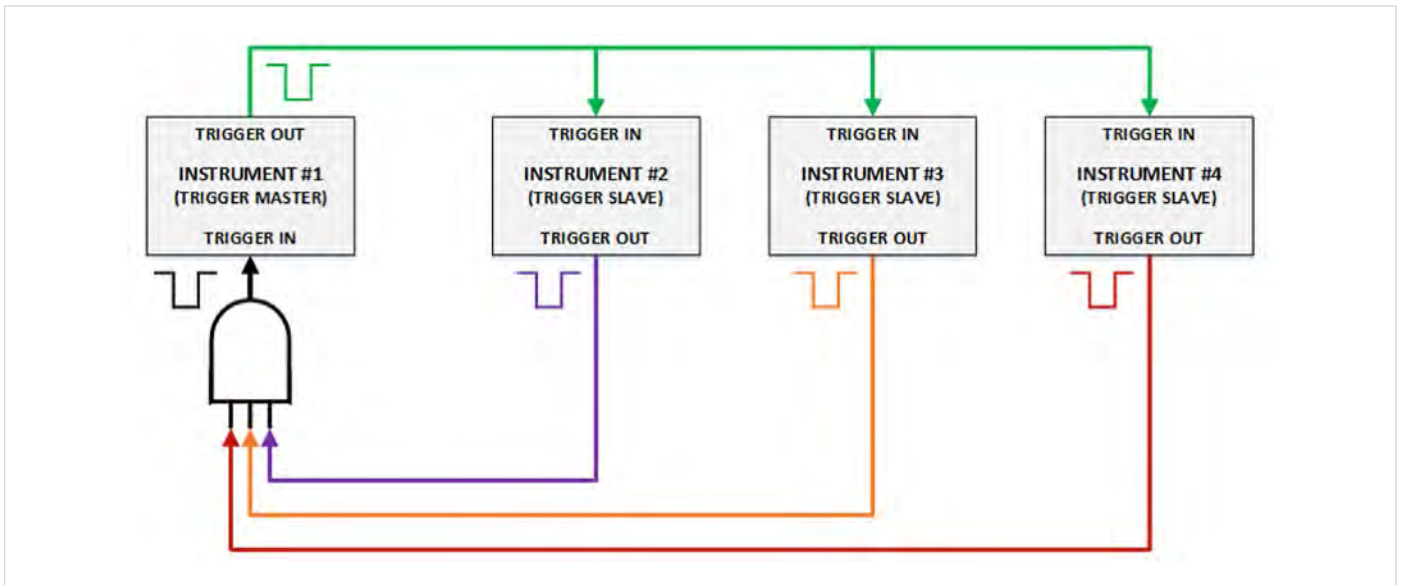 TRIGGER OUT
INSTRUMENT #1
(TRIGGER MASTER)
TRIGGER IN
TRIGGER IN
INSTRUMENT #2
(TRIGGER SLAVE)
TRIGGER OUT
TRIGGER IN
INSTRUMENT #3
(TRIGGER SLAVE)
TRIGGER OUT
TRIGGER IN
INSTRUMENT #4
(TRIGGER SLAVE)
TRIGGER OUT